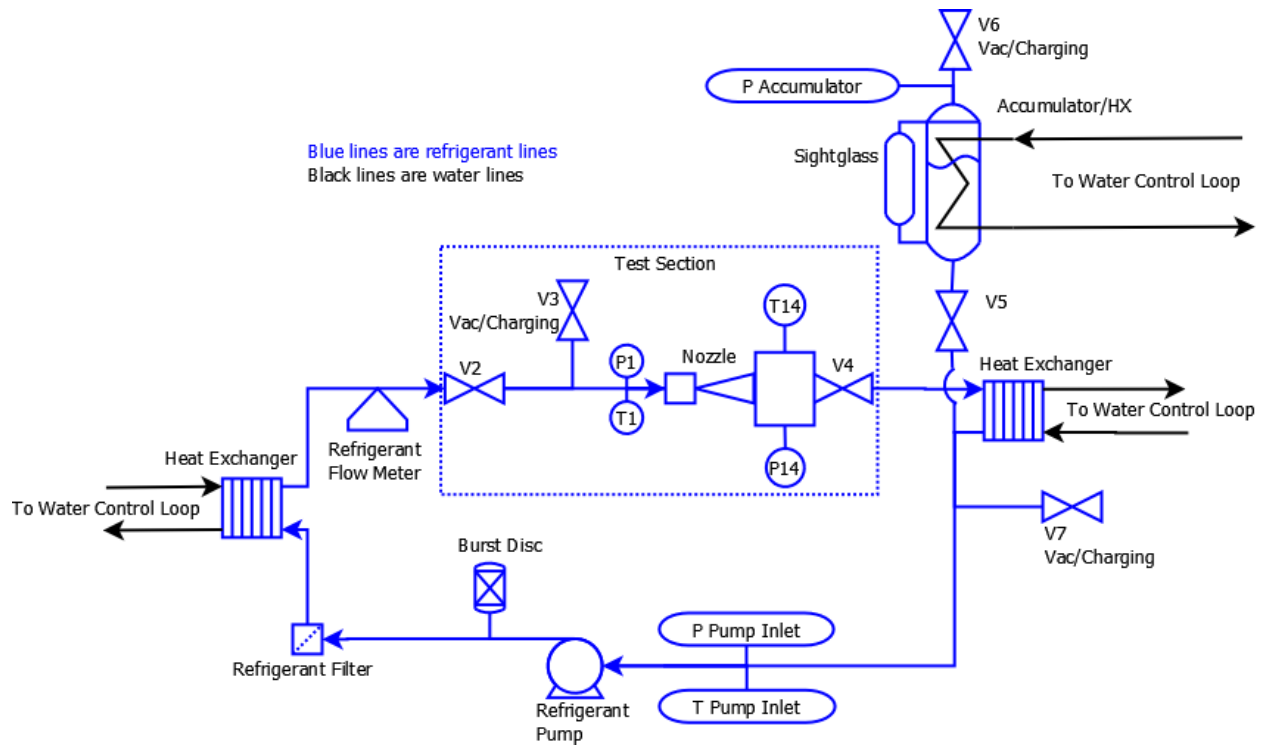 V6
Vac/Charging
P Accumulator
Accumulator/HX
Blue lines are refrigerant lines
Black lines are water lines
Sightglass
To Water Control Loop
Test Section
V3
Vac/Charging
T14
V5
V2
P1
Nozzle
V4
Heat Exchanger
T1
To Water Control Loop
Refrigerant
Flow Meter
Heat Exchanger
P14
To Water Control Loop
V7
Vac/Charging
Burst Disc
P Pump Inlet
Refrigerant Filter
T Pump Inlet
Refrigerant
Pump